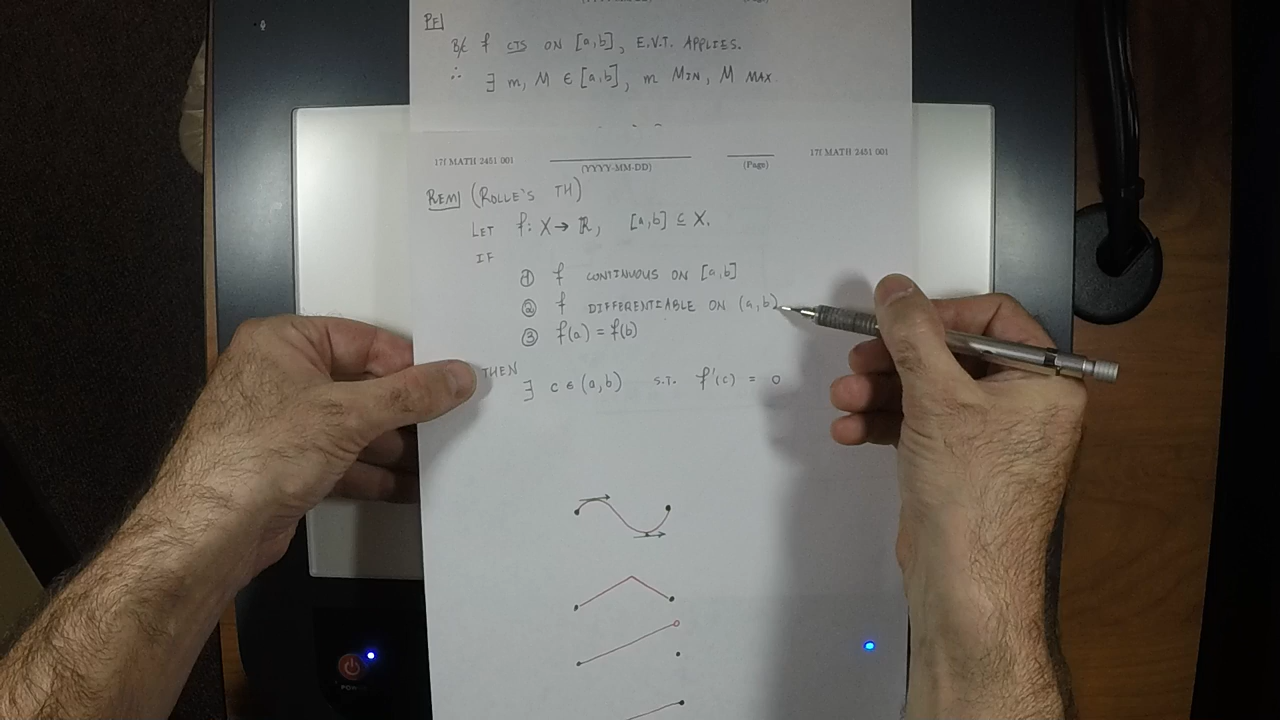 PF
B/C f CTS ON [a,b], E.V.T. APPLIES.
∴ ∃ m, M ∈ [a,b], m MIN, M MAX.
17f MATH 2451 001 (YYYY-MM-DD) (Page) 17f MATH 2451 001
REM (ROLLE'S TH)
LET f: X → ℝ, [a,b] ⊆ X.
IF
① f CONTINUOUS ON [a,b]
② f DIFFERENTIABLE ON (a,b)
③ f(a) = f(b)
THEN
∃ c ∈ (a,b) S.T. f'(c) = 0